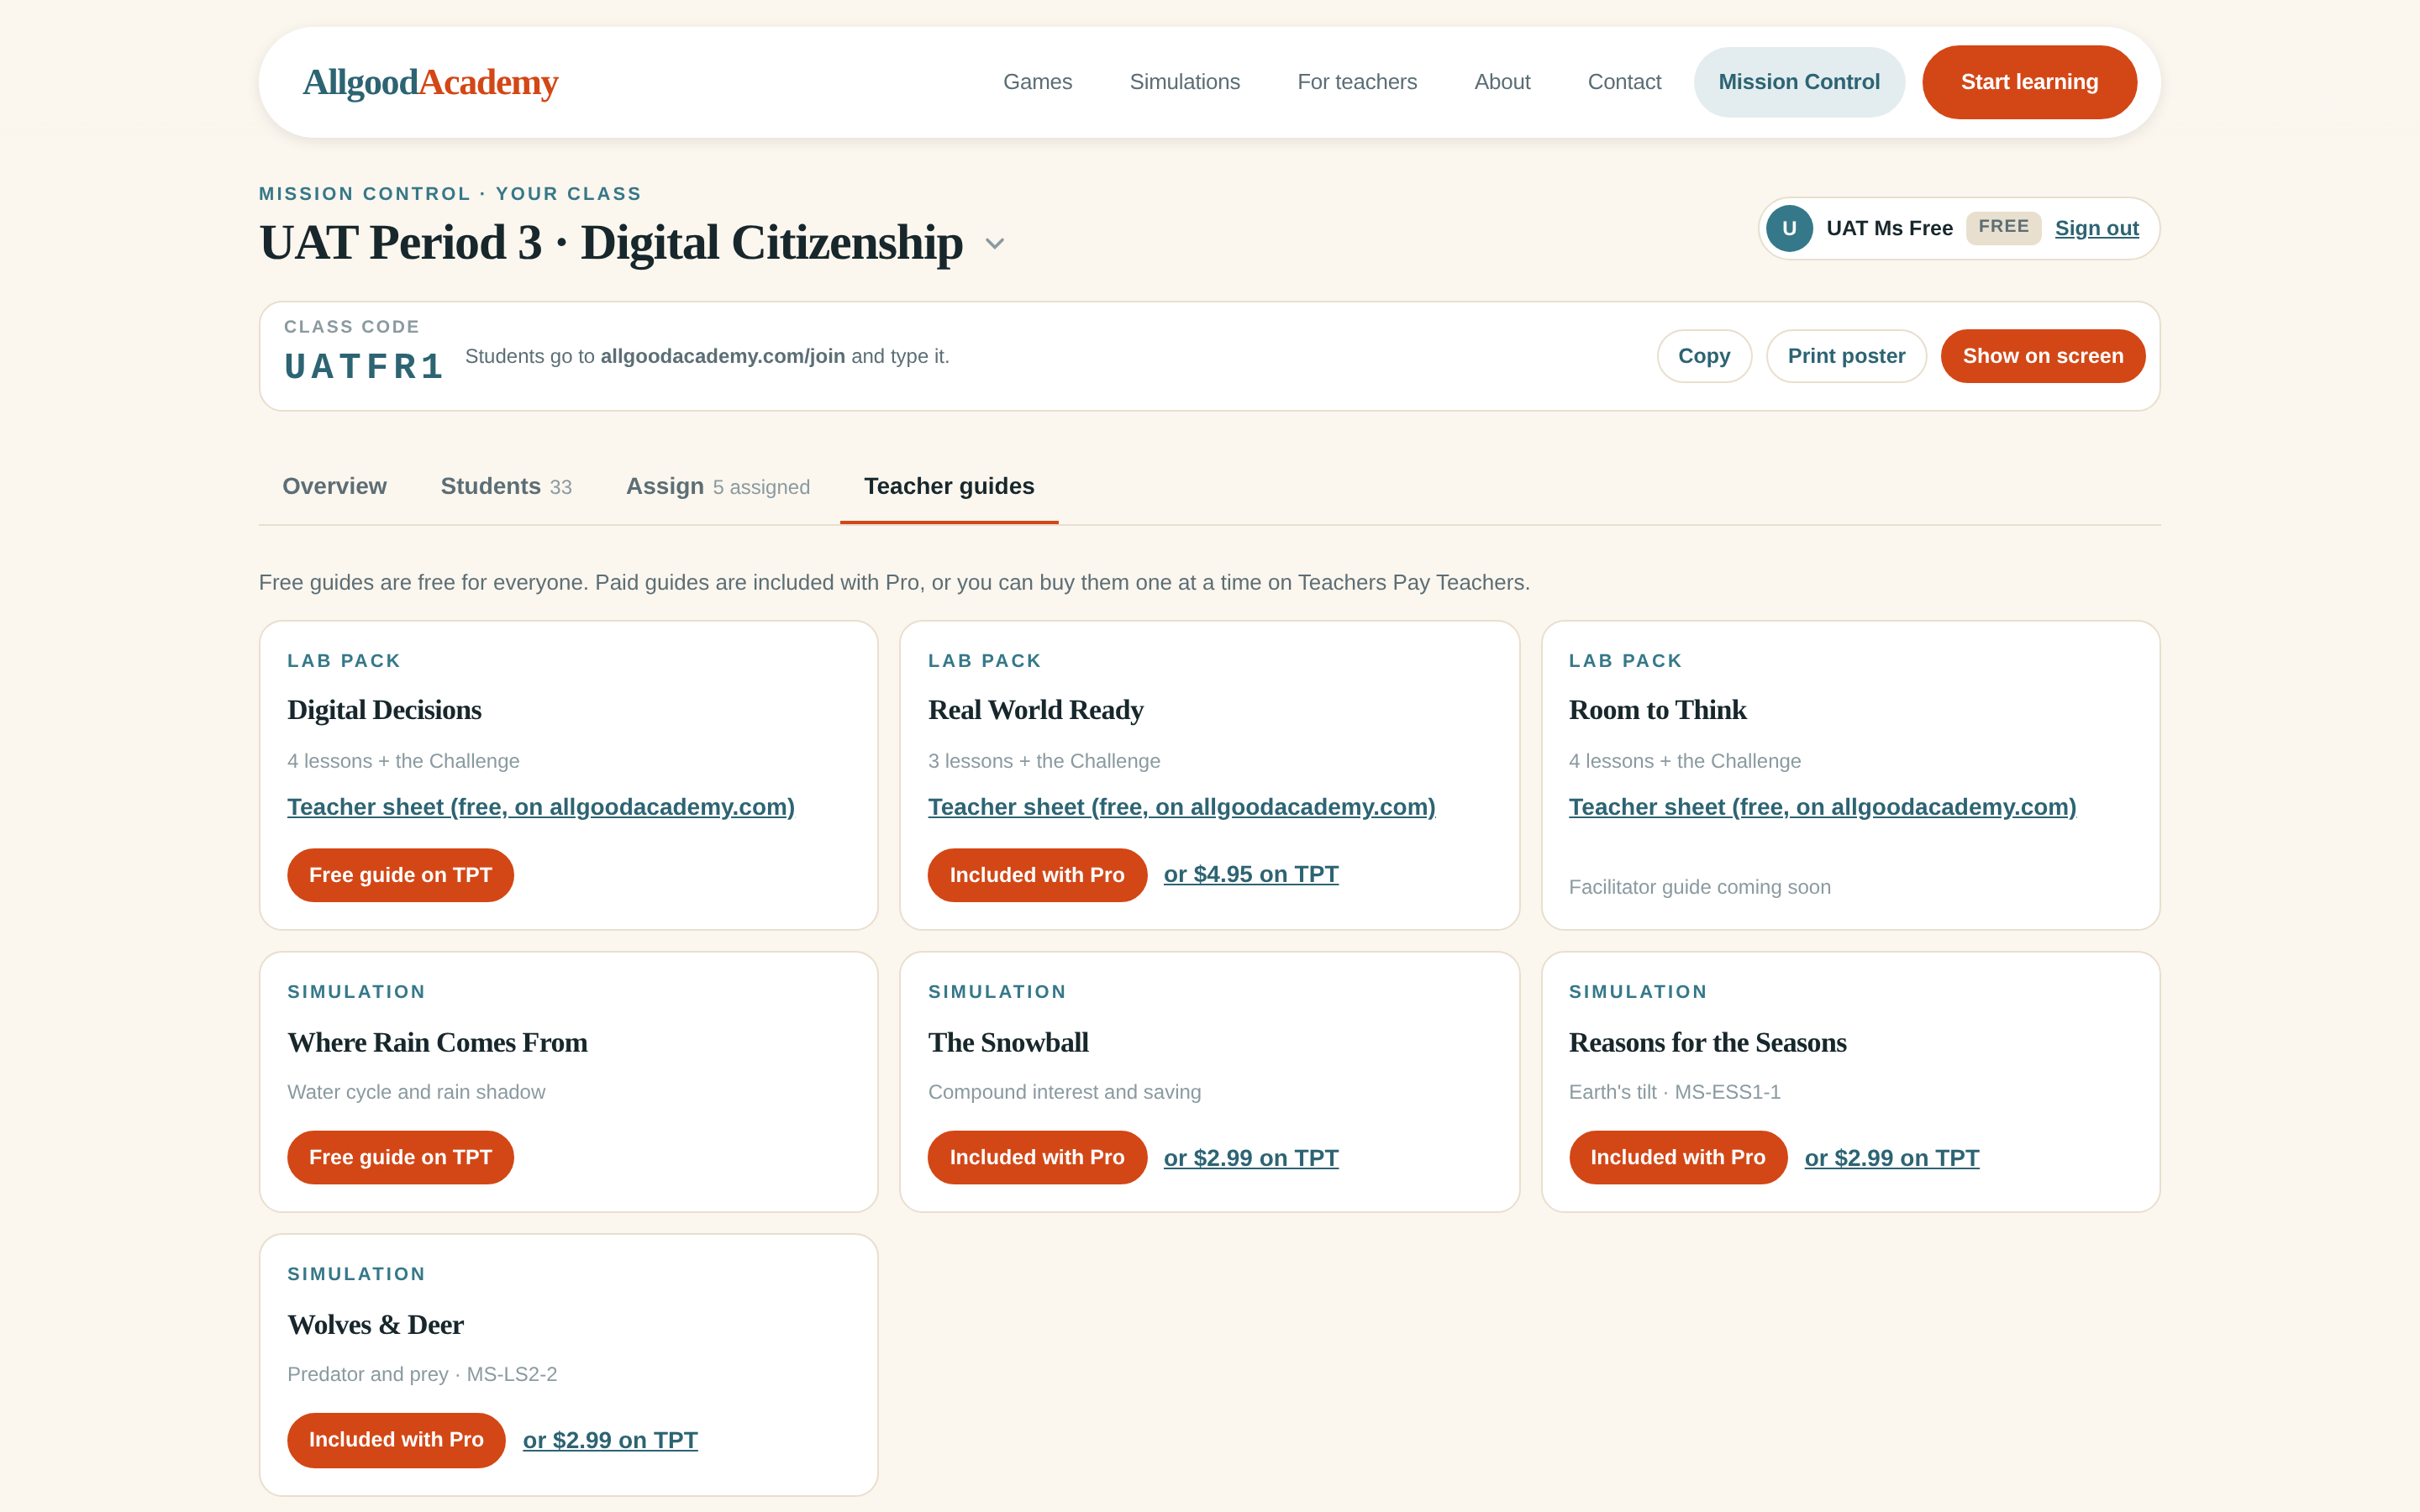 AllgoodAcademy
Games
Simulations
For teachers
About
Contact
Mission Control
Start learning
MISSION CONTROL · YOUR CLASS
UAT Period 3 · Digital Citizenship
U
UAT Ms Free
FREE
Sign out
CLASS CODE
UATFR1
Students go to allgoodacademy.com/join and type it.
Copy
Print poster
Show on screen
Overview
Students 33
Assign 5 assigned
Teacher guides
Free guides are free for everyone. Paid guides are included with Pro, or you can buy them one at a time on Teachers Pay Teachers.
LAB PACK
Digital Decisions
4 lessons + the Challenge
Teacher sheet (free, on allgoodacademy.com)
Free guide on TPT
LAB PACK
Real World Ready
3 lessons + the Challenge
Teacher sheet (free, on allgoodacademy.com)
Included with Pro
or $4.95 on TPT
LAB PACK
Room to Think
4 lessons + the Challenge
Teacher sheet (free, on allgoodacademy.com)
Facilitator guide coming soon
SIMULATION
Where Rain Comes From
Water cycle and rain shadow
Free guide on TPT
SIMULATION
The Snowball
Compound interest and saving
Included with Pro
or $2.99 on TPT
SIMULATION
Reasons for the Seasons
Earth's tilt · MS-ESS1-1
Included with Pro
or $2.99 on TPT
SIMULATION
Wolves & Deer
Predator and prey · MS-LS2-2
Included with Pro
or $2.99 on TPT